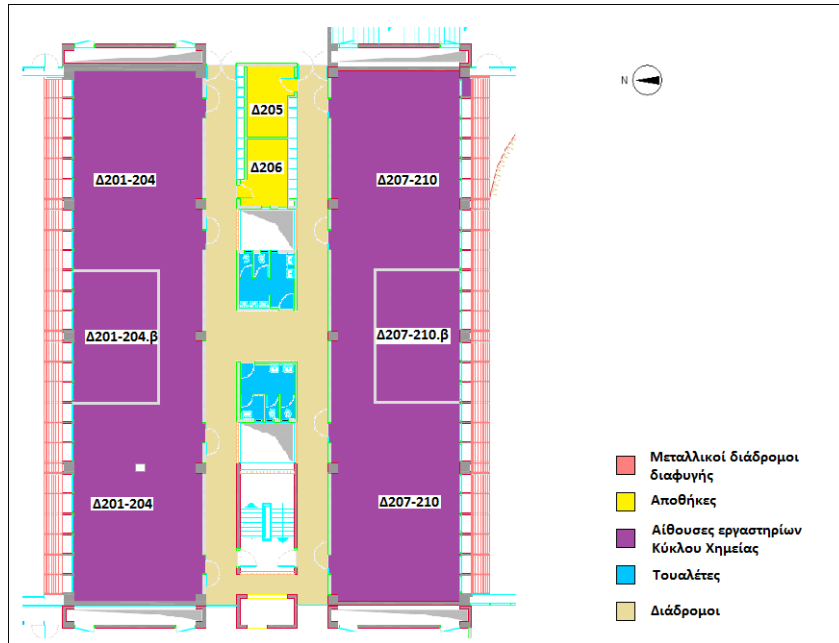 Δ205
N
Δ206
Δ201-204
Δ207-210
Δ201-204.β
Δ207-210.β
Δ201-204
Δ207-210
Μεταλλικοί διάδρομοι
διαφυγής
Αποθήκες
Αίθουσες εργαστηρίων
Κύκλου Χημείας
Τουαλέτες
Διάδρομοι